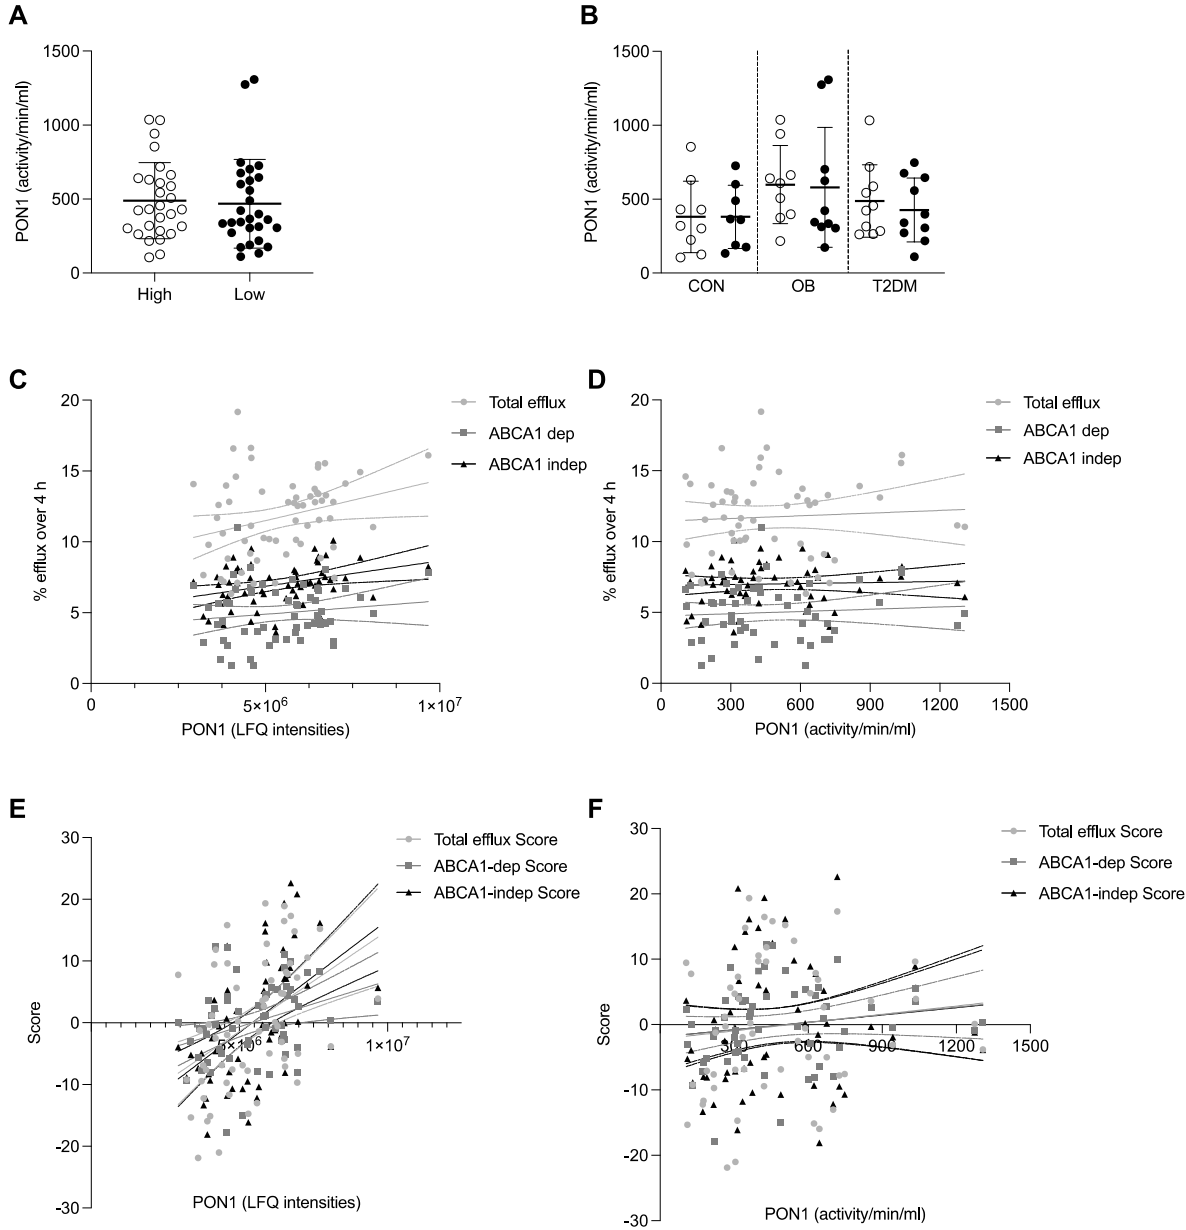 A
1500
1000
500
0
PON1 (activity/min/ml)
High
Low
B
1500
1000
500
0
PON1 (activity/min/ml)
CON
OB
T2DM
C
20
15
10
5
0
% efflux over 4 h
0
5×10⁶
1×10⁷
PON1 (LFQ intensities)
Total efflux
ABCA1 dep
ABCA1 indep
D
20
15
10
5
0
% efflux over 4 h
0
300
600
900
1200
1500
PON1 (activity/min/ml)
Total efflux
ABCA1 dep
ABCA1 indep
E
30
20
10
0
-10
-20
-30
Score
5×10⁶
1×10⁷
PON1 (LFQ intensities)
Total efflux Score
ABCA1-dep Score
ABCA1-indep Score
F
30
20
10
0
-10
-20
-30
Score
300
600
900
1200
1500
PON1 (activity/min/ml)
Total efflux Score
ABCA1-dep Score
ABCA1-indep Score